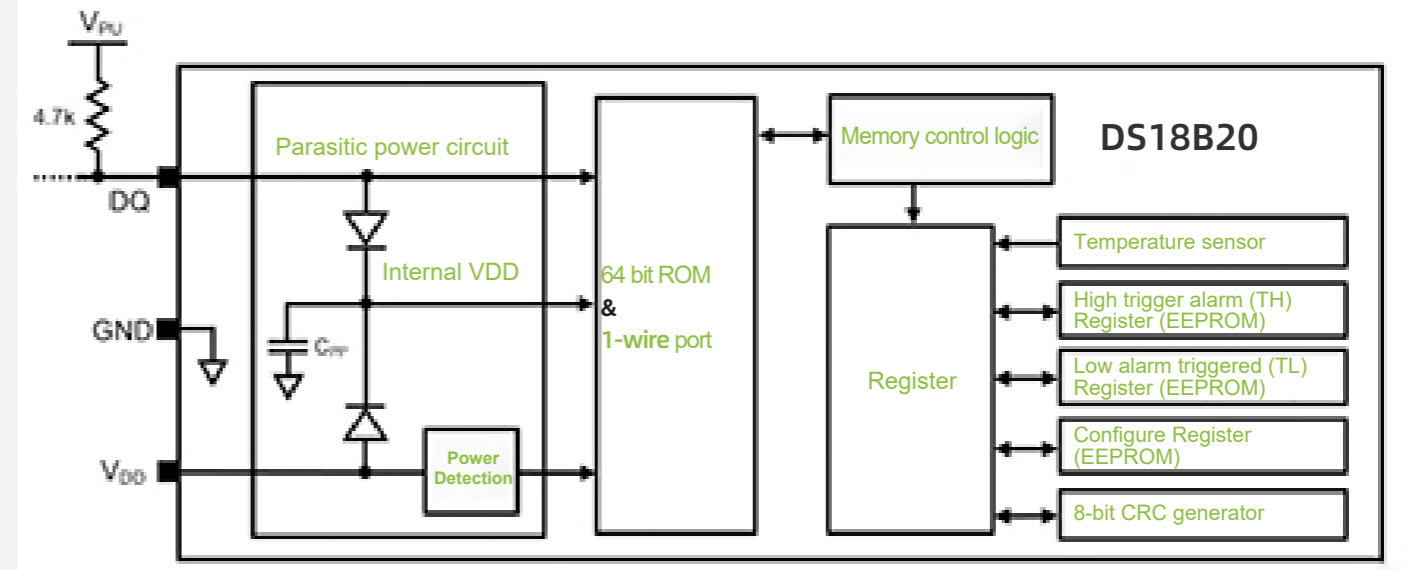 VPU
4.7k
DQ
GND
VDD
Parasitic power circuit
Internal VDD
CPP
Power
Detection
64 bit ROM
&
1-wire port
Memory control logic
DS18B20
Register
Temperature sensor
High trigger alarm (TH)
Register (EEPROM)
Low alarm triggered (TL)
Register (EEPROM)
Configure Register
(EEPROM)
8-bit CRC generator